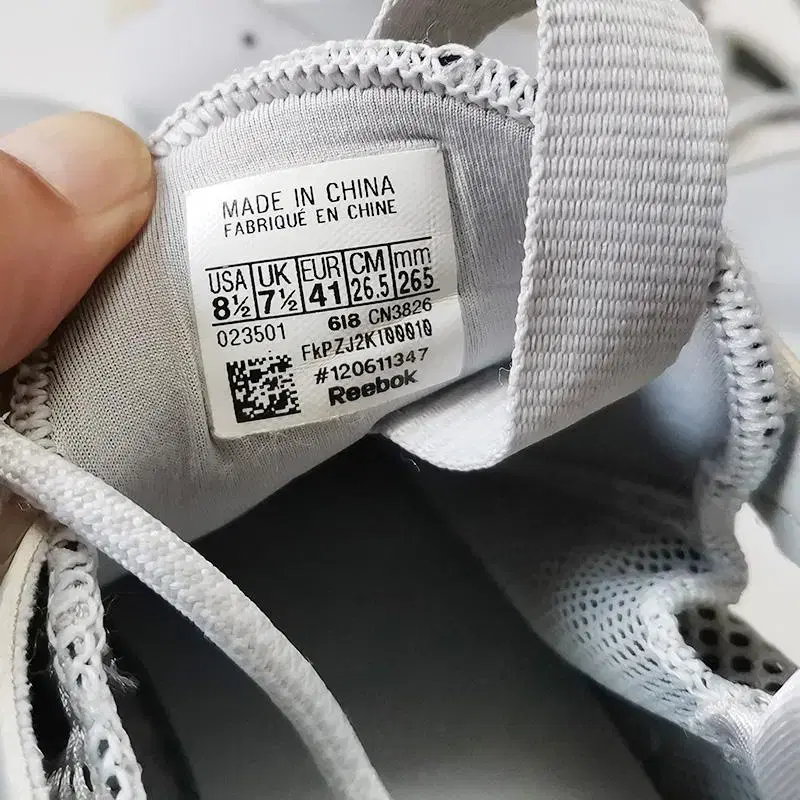 MADE IN CHINA
FABRIQUÉ EN CHINE
USA UK EUR CM mm
8½ 7½ 41 26.5 265
023501 618 CN3826
FkPZJ2KT00010
#120611347
Reebok